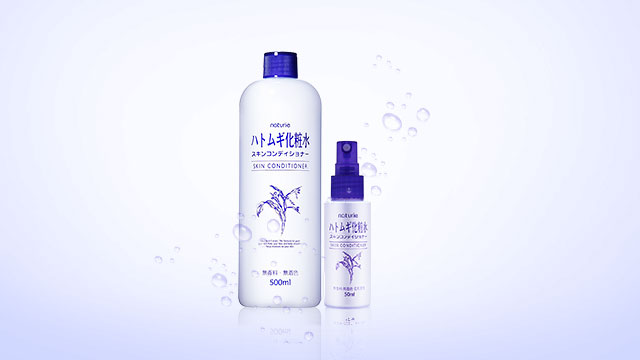 naturie
ハトムギ化粧水
スキンコンディショナー
SKIN CONDITIONER
無香料・無着色
500ml
naturie
ハトムギ化粧水
スキンコンディショナー
SKIN CONDITIONER
50ml